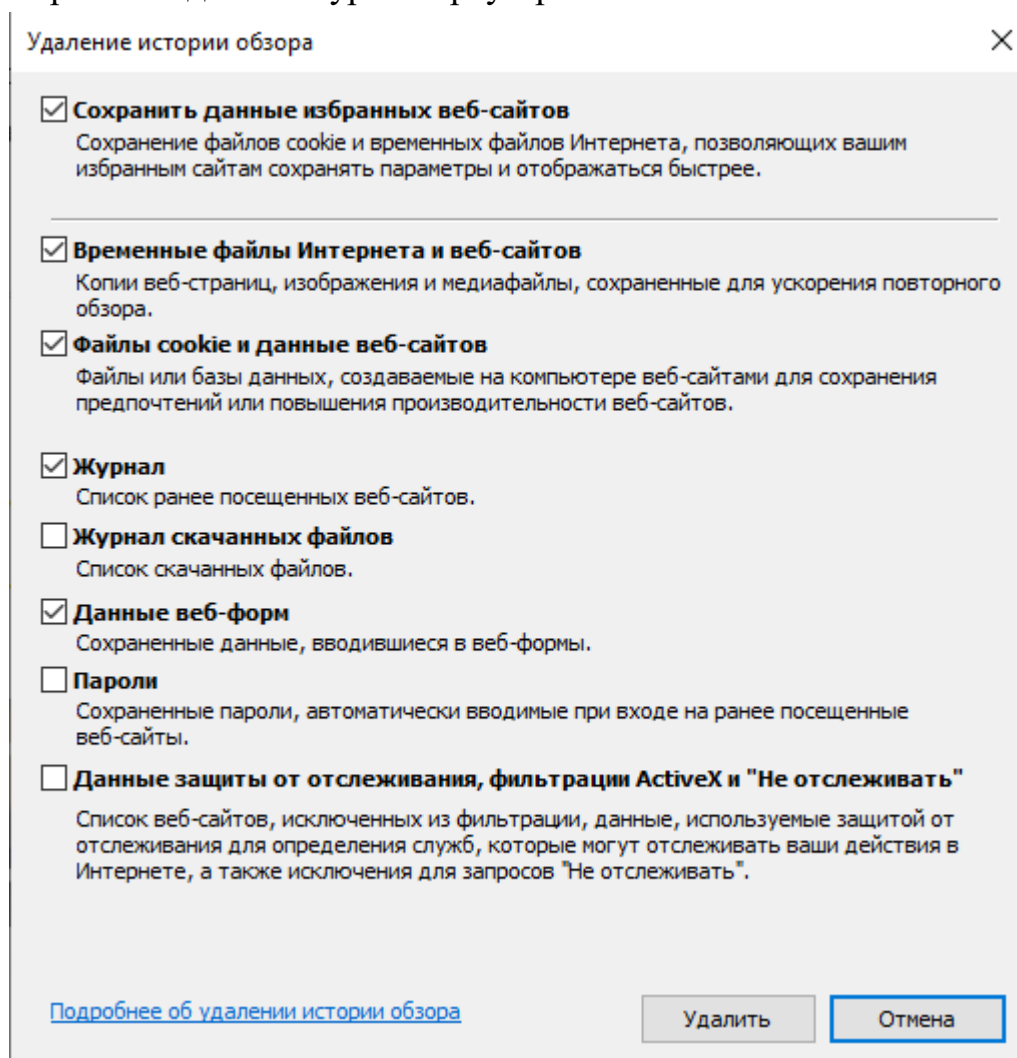 Удаление истории обзора
Сохранить данные избранных веб-сайтов
Сохранение файлов cookie и временных файлов Интернета, позволяющих вашим
избранным сайтам сохранять параметры и отображаться быстрее.
Временные файлы Интернета и веб-сайтов
Копии веб-страниц, изображения и медиафайлы, сохраненные для ускорения повторного
обзора.
Файлы cookie и данные веб-сайтов
Файлы или базы данных, создаваемые на компьютере веб-сайтами для сохранения
предпочтений или повышения производительности веб-сайтов.
Журнал
Список ранее посещенных веб-сайтов.
Журнал скачанных файлов
Список скачанных файлов.
Данные веб-форм
Сохраненные данные, вводившиеся в веб-формы.
Пароли
Сохраненные пароли, автоматически вводимые при входе на ранее посещенные
веб-сайты.
Данные защиты от отслеживания, фильтрации ActiveX и "Не отслеживать"
Список веб-сайтов, исключенных из фильтрации, данные, используемые защитой от
отслеживания для определения служб, которые могут отслеживать ваши действия в
Интернете, а также исключения для запросов "Не отслеживать".
Подробнее об удалении истории обзора
Удалить
Отмена